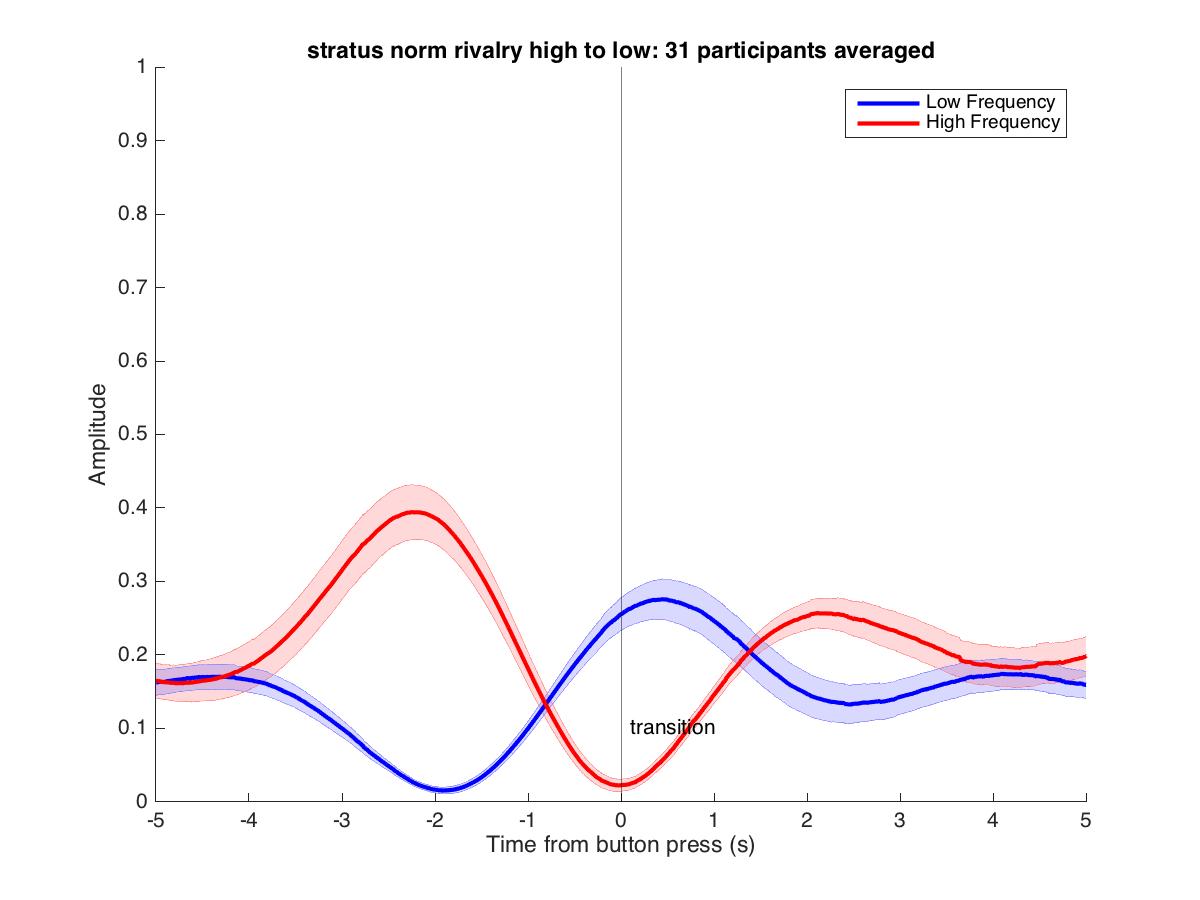 stratus norm rivalry high to low: 31 participants averaged
Low Frequency
High Frequency
1
0.9
0.8
0.7
0.6
0.5
0.4
0.3
0.2
0.1
0
Amplitude
transition
-5 -4 -3 -2 -1 0 1 2 3 4 5
Time from button press (s)